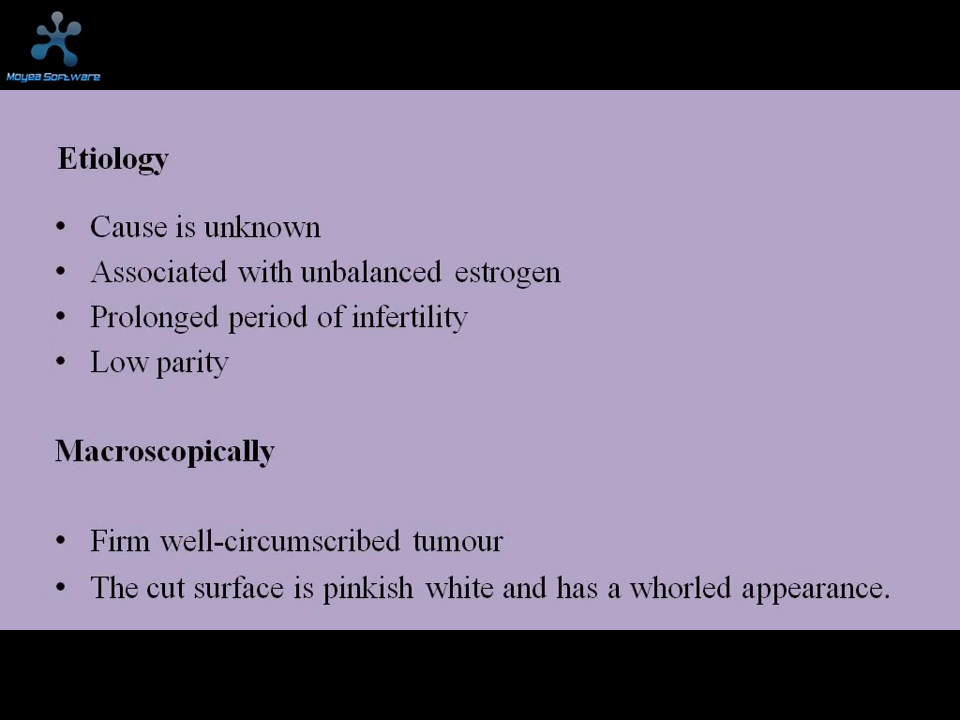 Moyea Software
Etiology
• Cause is unknown
• Associated with unbalanced estrogen
• Prolonged period of infertility
• Low parity
Macroscopically
• Firm well-circumscribed tumour
• The cut surface is pinkish white and has a whorled appearance.